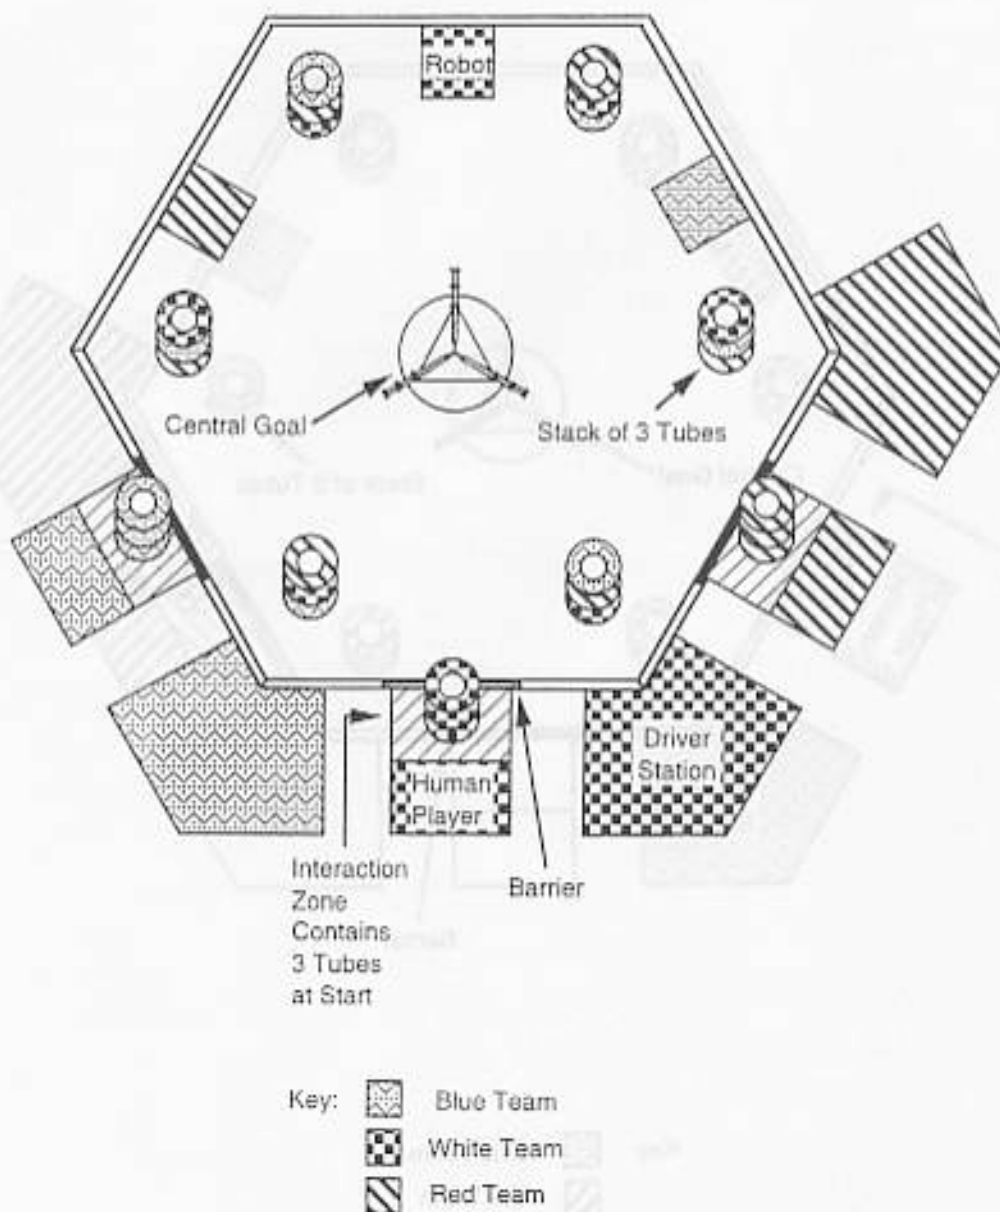 Robot
Central Goal
Stack of 3 Tubes
Driver
Station
Human
Player
Interaction
Zone
Contains
3 Tubes
at Start
Barrier
Key:
Blue Team
White Team
Red Team